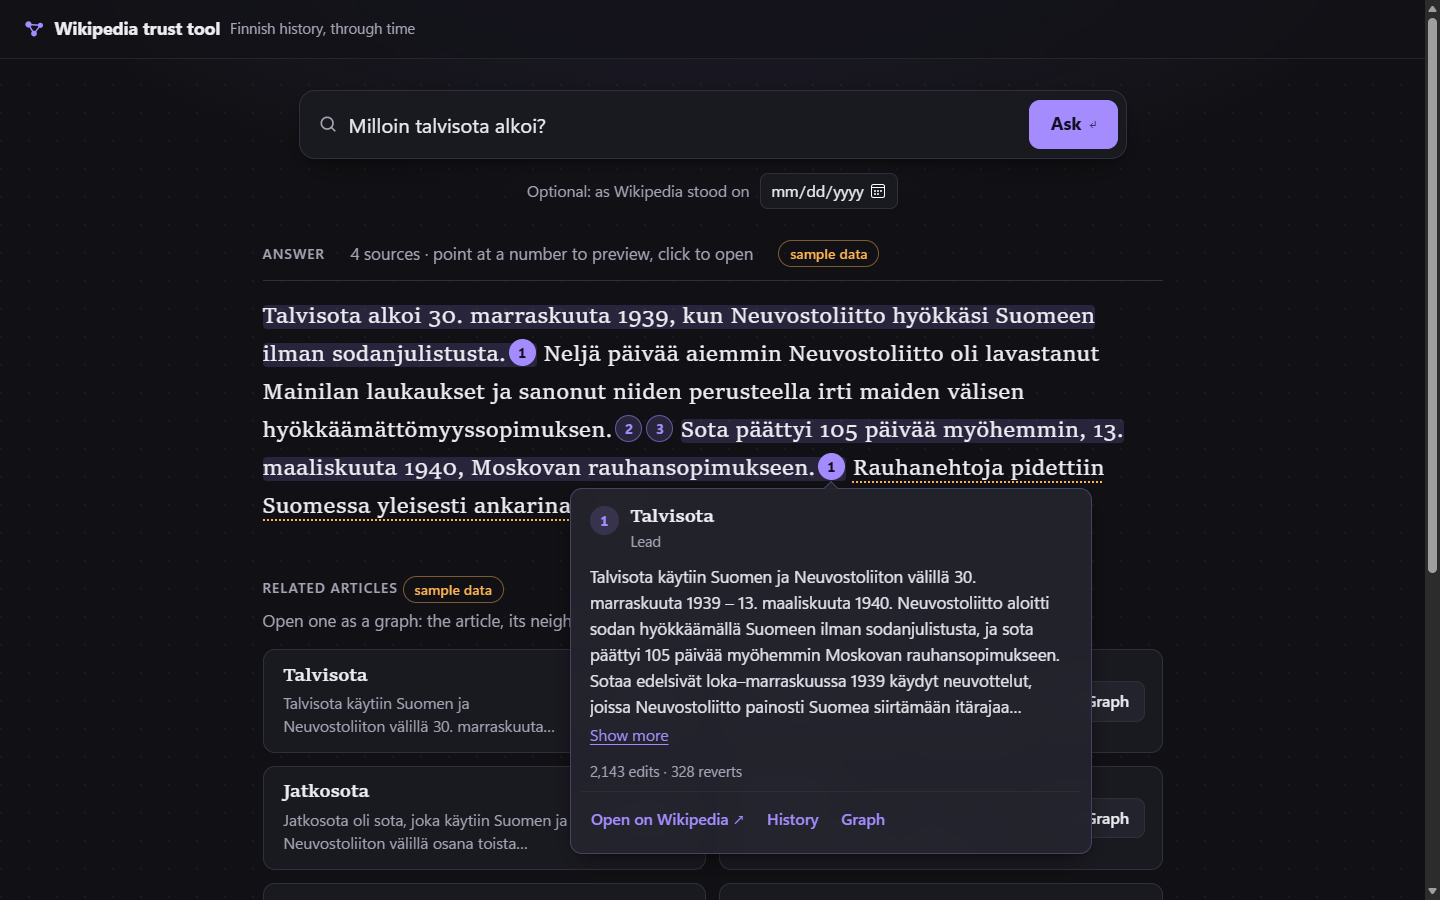 Wikipedia trust tool Finnish history, through time
Milloin talvisota alkoi?
Ask ↵
Optional: as Wikipedia stood on mm/dd/yyyy
ANSWER 4 sources · point at a number to preview, click to open sample data
Talvisota alkoi 30. marraskuuta 1939, kun Neuvostoliitto hyökkäsi Suomeen
ilman sodanjulistusta. 1 Neljä päivää aiemmin Neuvostoliitto oli lavastanut
Mainilan laukaukset ja sanonut niiden perusteella irti maiden välisen
hyökkäämättömyyssopimuksen. 2 3 Sota päättyi 105 päivää myöhemmin, 13.
maaliskuuta 1940, Moskovan rauhansopimukseen. 1 Rauhanehtoja pidettiin
Suomessa yleisesti ankarina
1 Talvisota
Lead
Talvisota käytiin Suomen ja Neuvostoliiton välillä 30.
marraskuuta 1939 – 13. maaliskuuta 1940. Neuvostoliitto aloitti
sodan hyökkäämällä Suomeen ilman sodanjulistusta, ja sota
päättyi 105 päivää myöhemmin Moskovan rauhansopimukseen.
Sotaa edelsivät loka–marraskuussa 1939 käydyt neuvottelut,
joissa Neuvostoliitto painosti Suomea siirtämään itärajaa...
Show more
2,143 edits · 328 reverts
Open on Wikipedia ↗ History Graph
RELATED ARTICLES sample data
Open one as a graph: the article, its neigh
Talvisota
Talvisota käytiin Suomen ja
Neuvostoliiton välillä 30. marraskuuta...
Graph
Jatkosota
Jatkosota oli sota, joka käytiin Suomen ja
Neuvostoliiton välillä osana toista...
Graph